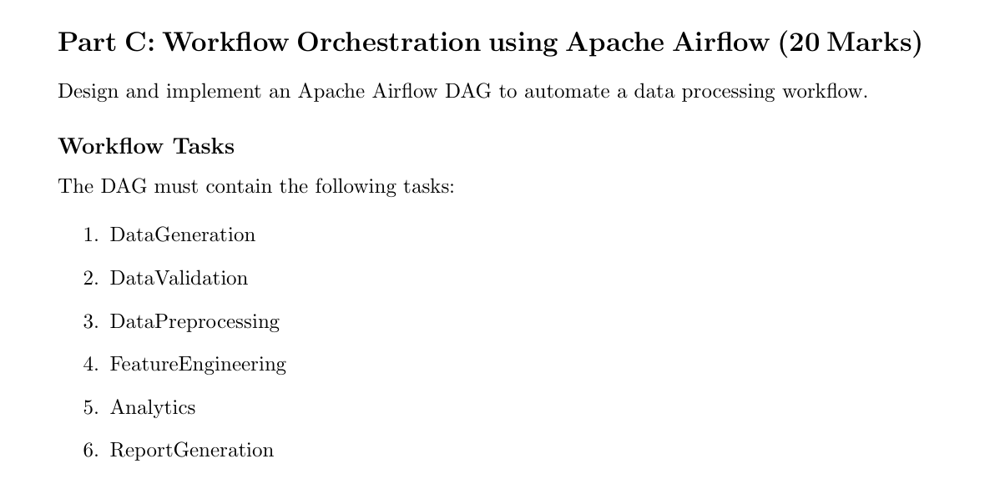 Part C: Workflow Orchestration using Apache Airflow (20 Marks)
Design and implement an Apache Airflow DAG to automate a data processing workflow.
Workflow Tasks
The DAG must contain the following tasks:
1. DataGeneration
2. DataValidation
3. DataPreprocessing
4. FeatureEngineering
5. Analytics
6. ReportGeneration